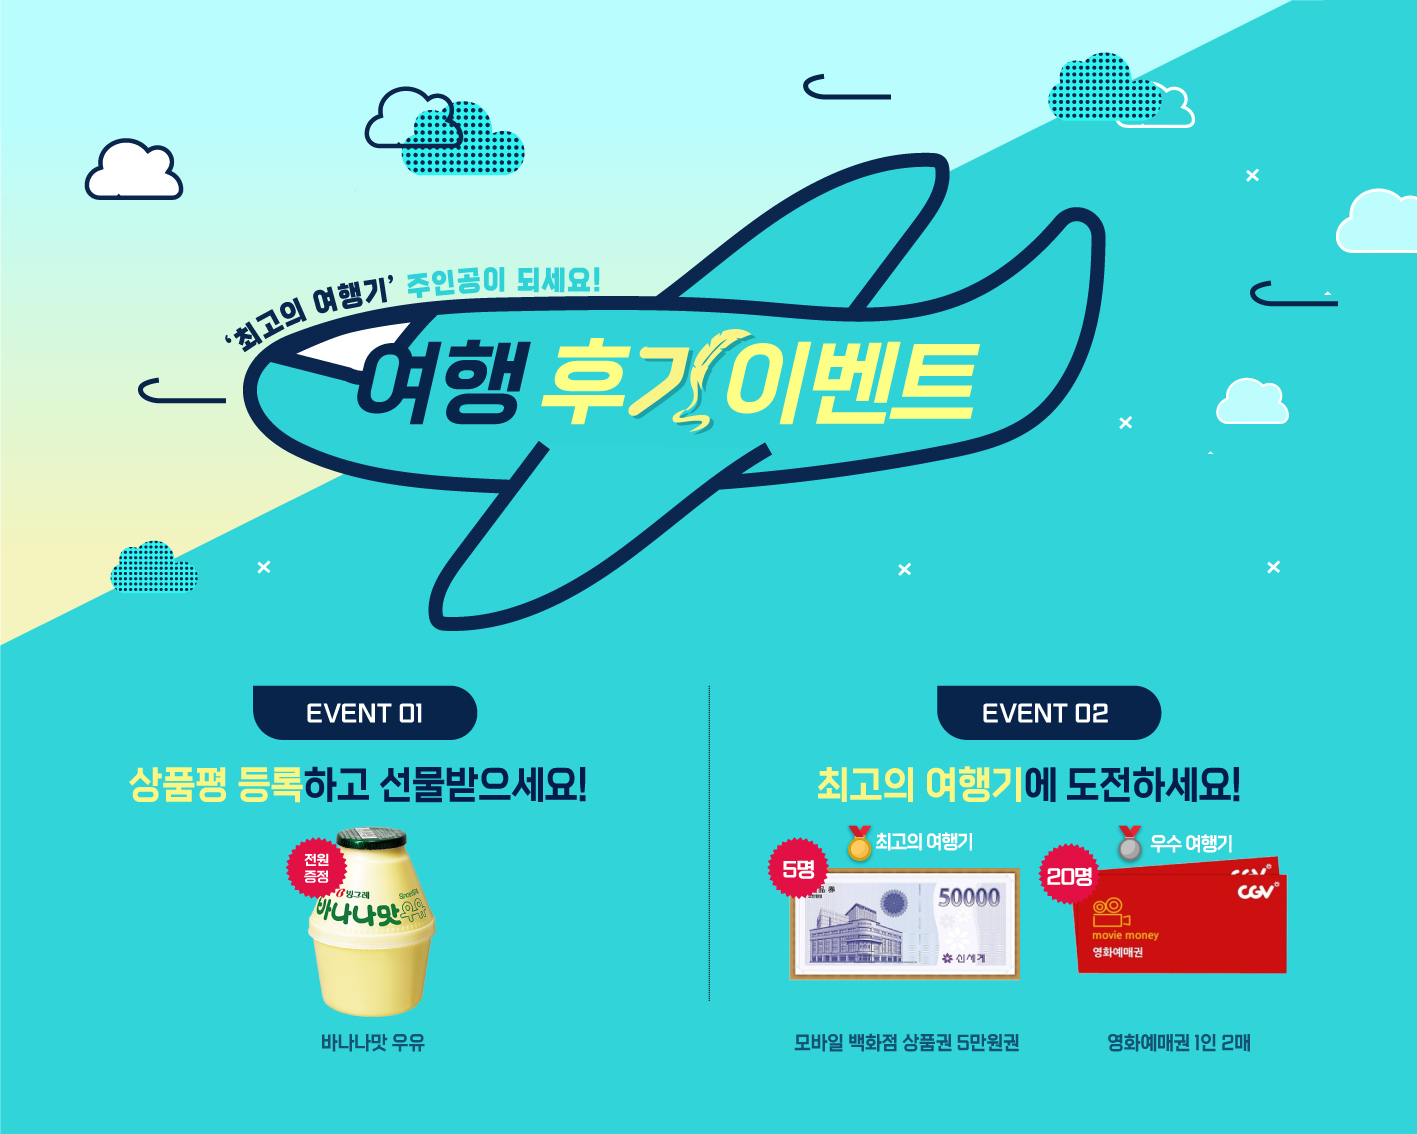 '최고의 여행기' 주인공이 되세요!
여행 후기 이벤트
EVENT 01
상품평 등록하고 선물받으세요!
전원
증정
빙그레
바나나맛우유
바나나맛 우유
EVENT 02
최고의 여행기에 도전하세요!
최고의 여행기
5명
50000
신세계
모바일 백화점 상품권 5만원권
우수 여행기
20명
CGV
CGV
movie money
영화예매권
영화예매권 1인 2매